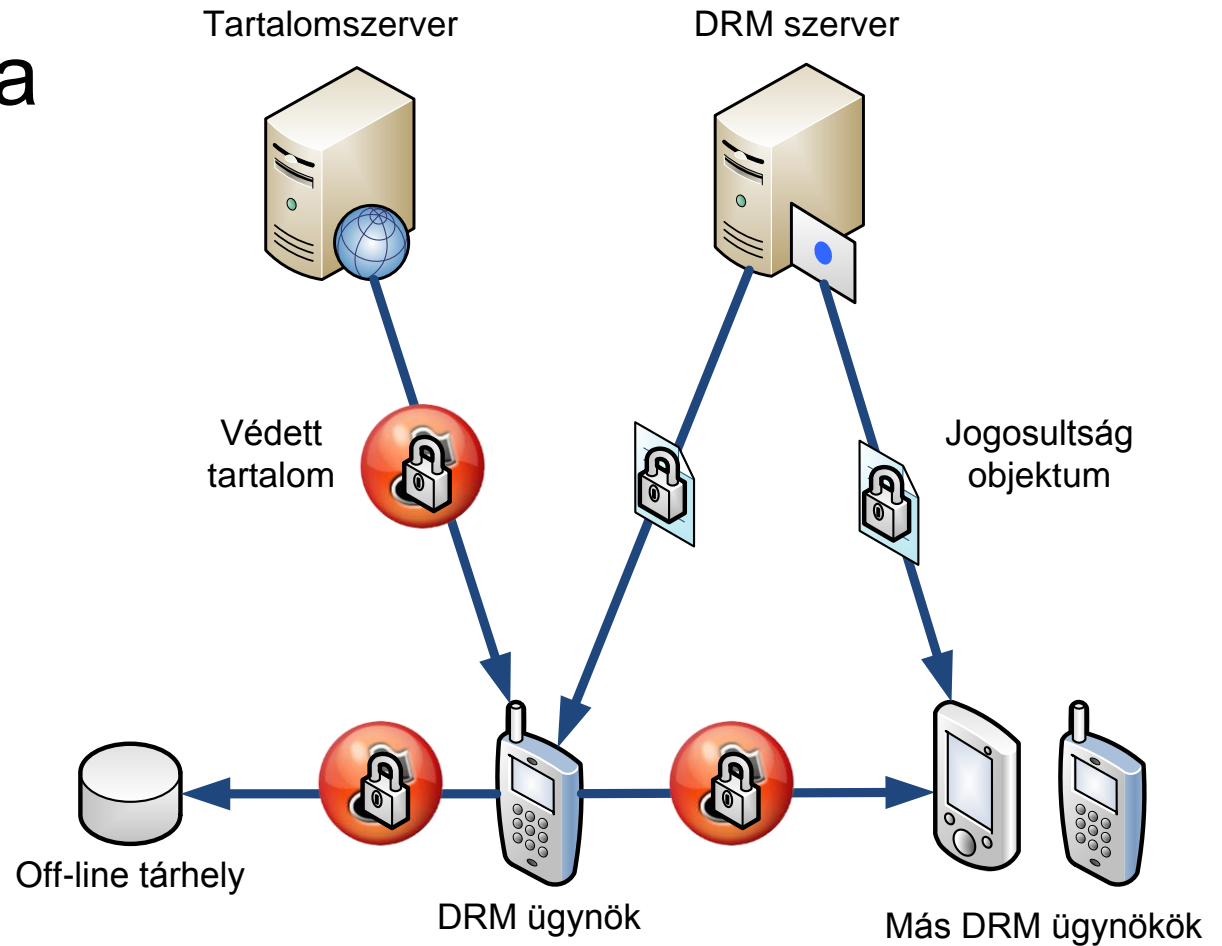 Tartalomszerver
DRM szerver
a
Védett
tartalom
Jogosultság
objektum
Off-line tárhely
DRM ügynök
Más DRM ügynökök